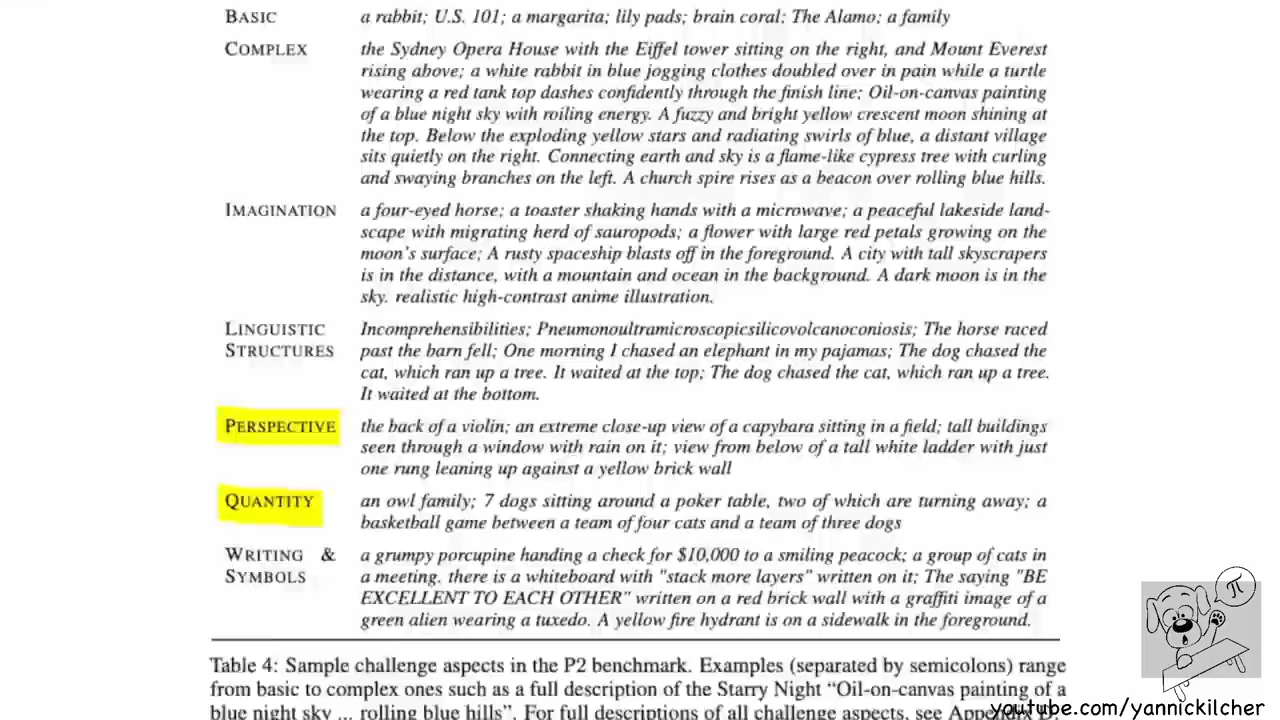 BASIC a rabbit; U.S. 101; a margarita; lily pads; brain coral; The Alamo; a family
COMPLEX the Sydney Opera House with the Eiffel tower sitting on the right, and Mount Everest
rising above; a white rabbit in blue jogging clothes doubled over in pain while a turtle
wearing a red tank top dashes confidently through the finish line; Oil-on-canvas painting
of a blue night sky with roiling energy. A fuzzy and bright yellow crescent moon shining at
the top. Below the exploding yellow stars and radiating swirls of blue, a distant village
sits quietly on the right. Connecting earth and sky is a flame-like cypress tree with curling
and swaying branches on the left. A church spire rises as a beacon over rolling blue hills.
IMAGINATION a four-eyed horse; a toaster shaking hands with a microwave; a peaceful lakeside land-
scape with migrating herd of sauropods; a flower with large red petals growing on the
moon's surface; A rusty spaceship blasts off in the foreground. A city with tall skyscrapers
is in the distance, with a mountain and ocean in the background. A dark moon is in the
sky. realistic high-contrast anime illustration.
LINGUISTIC Incomprehensibilities; Pneumonoultramicroscopicsilicovolcanoconiosis; The horse raced
STRUCTURES past the barn fell; One morning I chased an elephant in my pajamas; The dog chased the
cat, which ran up a tree. It waited at the top; The dog chased the cat, which ran up a tree.
It waited at the bottom.
PERSPECTIVE the back of a violin; an extreme close-up view of a capybara sitting in a field; tall buildings
seen through a window with rain on it; view from below of a tall white ladder with just
one rung leaning up against a yellow brick wall
QUANTITY an owl family; 7 dogs sitting around a poker table, two of which are turning away; a
basketball game between a team of four cats and a team of three dogs
WRITING & a grumpy porcupine handing a check for $10,000 to a smiling peacock; a group of cats in
SYMBOLS a meeting. there is a whiteboard with "stack more layers" written on it; The saying "BE
EXCELLENT TO EACH OTHER" written on a red brick wall with a graffiti image of a
green alien wearing a tuxedo. A yellow fire hydrant is on a sidewalk in the foreground.
π
Table 4: Sample challenge aspects in the P2 benchmark. Examples (separated by semicolons) range
from basic to complex ones such as a full description of the Starry Night “Oil-on-canvas painting of a
blue night sky ... rolling blue hills”. For full descriptions of all challenge aspects, see
youtube.com/yannickilcher